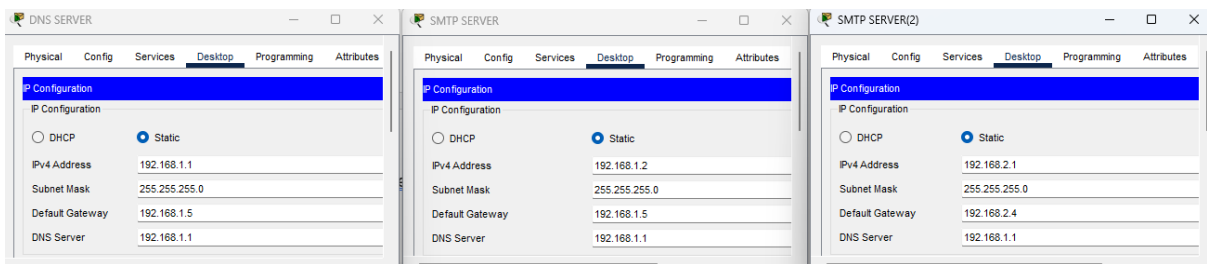 DNS SERVER
Physical Config Services Desktop Programming Attributes
IP Configuration
IP Configuration
DHCP Static
IPv4 Address 192.168.1.1
Subnet Mask 255.255.255.0
Default Gateway 192.168.1.5
DNS Server 192.168.1.1
SMTP SERVER
Physical Config Services Desktop Programming Attributes
IP Configuration
IP Configuration
DHCP Static
IPv4 Address 192.168.1.2
Subnet Mask 255.255.255.0
Default Gateway 192.168.1.5
DNS Server 192.168.1.1
SMTP SERVER(2)
Physical Config Services Desktop Programming Attributes
IP Configuration
IP Configuration
DHCP Static
IPv4 Address 192.168.2.1
Subnet Mask 255.255.255.0
Default Gateway 192.168.2.4
DNS Server 192.168.1.1